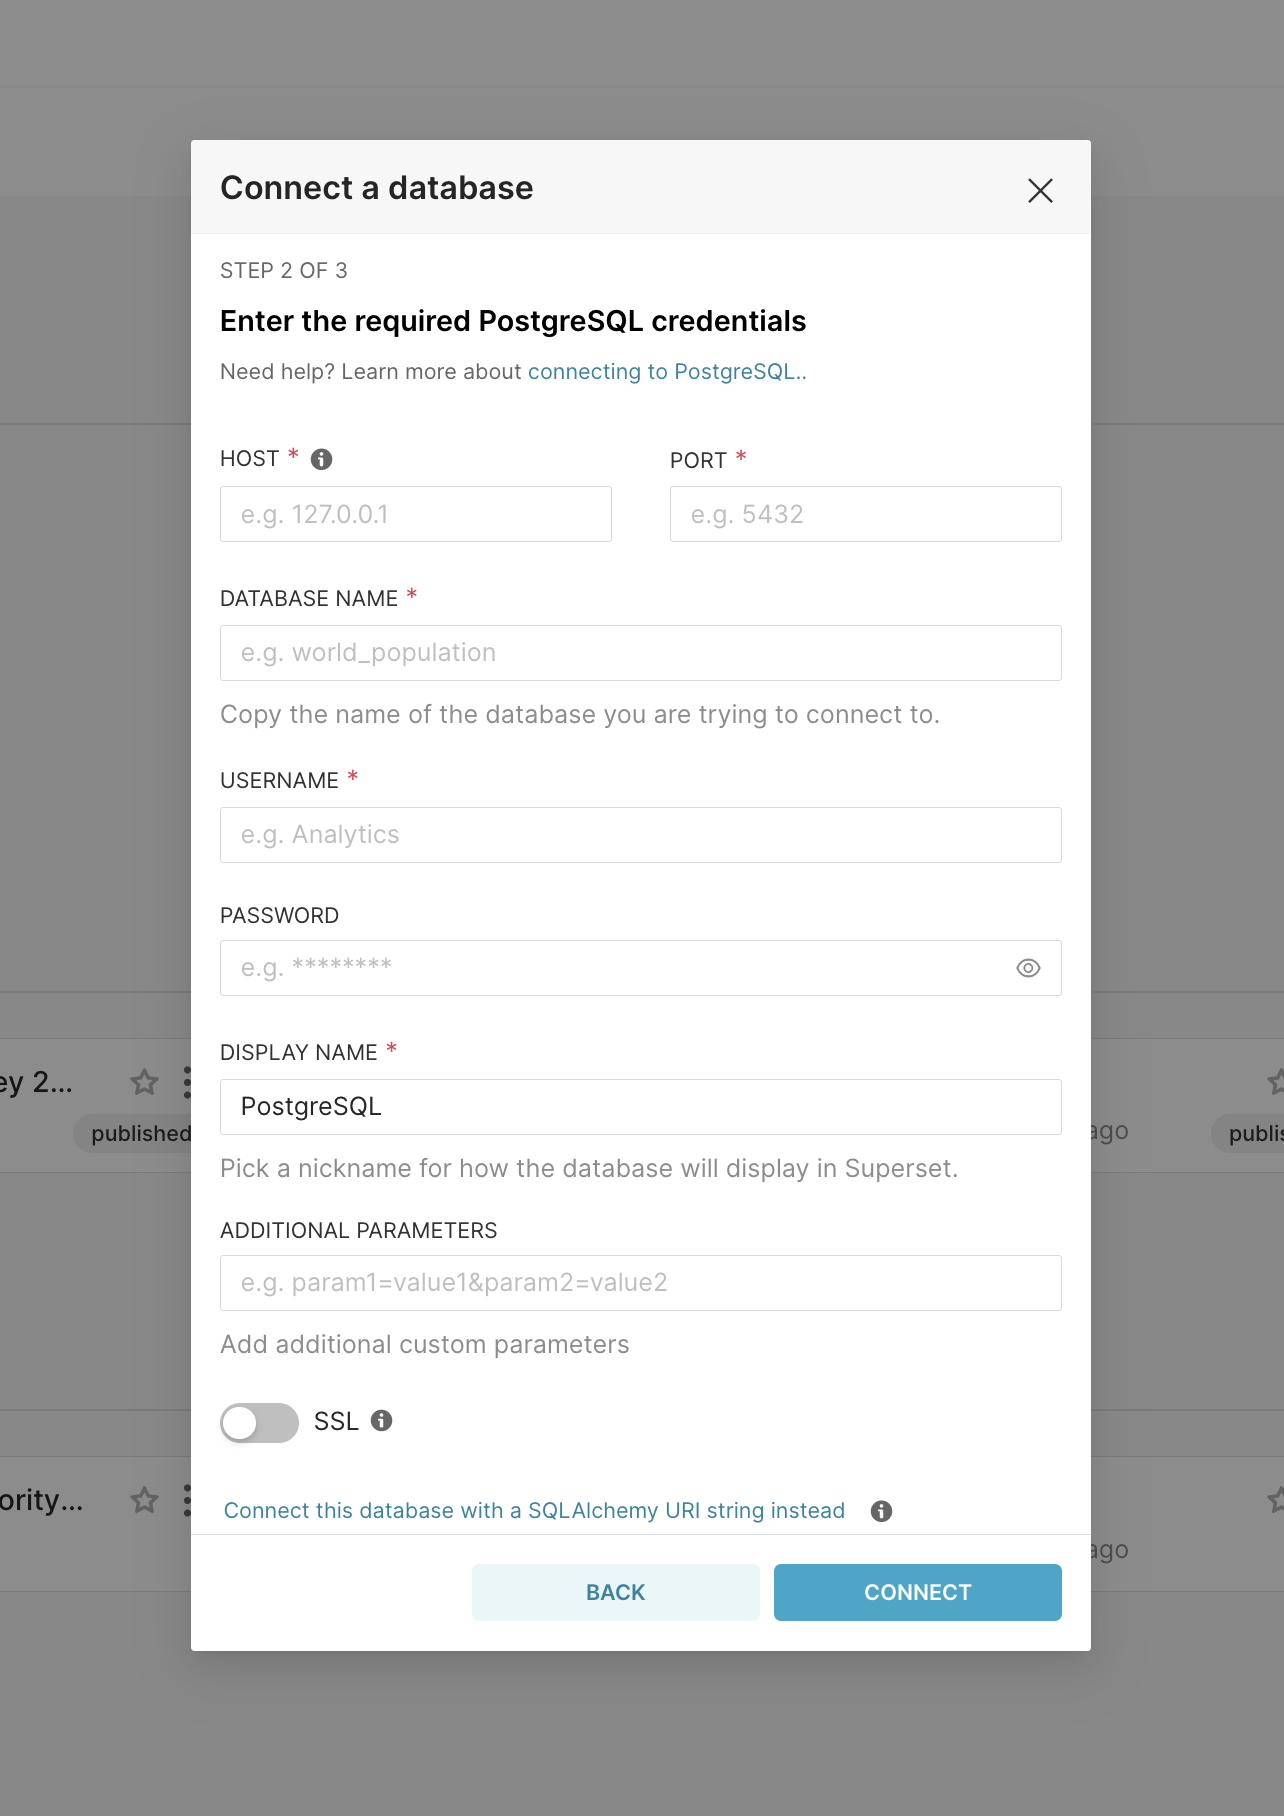 Connect a database
STEP 2 OF 3
Enter the required PostgreSQL credentials
Need help? Learn more about connecting to PostgreSQL..
HOST * PORT *
e.g. 127.0.0.1 e.g. 5432
DATABASE NAME *
e.g. world_population
Copy the name of the database you are trying to connect to.
USERNAME *
e.g. Analytics
PASSWORD
e.g. ********
DISPLAY NAME *
ey 2...
PostgreSQL
published
ago
Pick a nickname for how the database will display in Superset.
ADDITIONAL PARAMETERS
e.g. param1=value1&param2=value2
Add additional custom parameters
SSL
ority...
Connect this database with a SQLAlchemy URI string instead
ago
BACK CONNECT